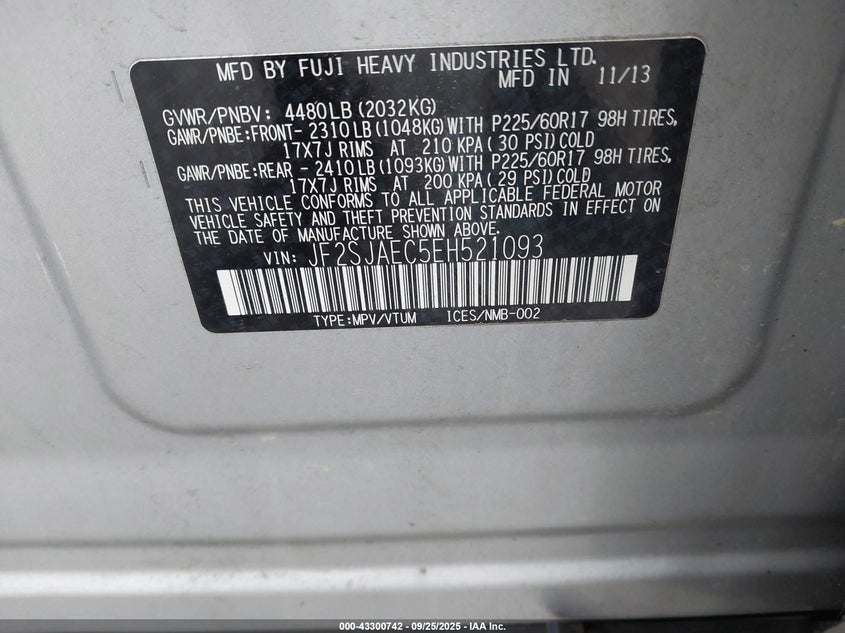 MFD BY FUJI HEAVY INDUSTRIES LTD.
MFD IN 11/13
GVWR/PNBV: 4480LB (2032KG)
GAWR/PNBE:FRONT- 2310LB (1048KG) WITH P225/60R17 98H TIRES,
17X7J RIMS AT 210 KPA( 30 PSI) COLD
GAWR/PNBE:REAR - 2410LB (1093KG) WITH P225/60R17 98H TIRES,
17X7J RIMS AT 200 KPA( 29 PSI) COLD
THIS VEHICLE CONFORMS TO ALL APPLICABLE FEDERAL MOTOR
VEHICLE SAFETY AND THEFT PREVENTION STANDARDS IN EFFECT ON
THE DATE OF MANUFACTURE SHOWN ABOVE.
VIN: JF2SJAEC5EH521093
TYPE:MPV/VTUM ICES/NMB-002
000-43300742 - 09/25/2025 - IAA Inc.